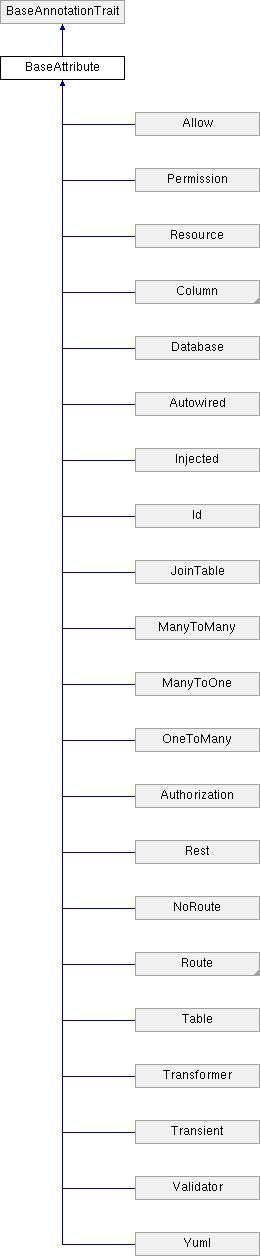 BaseAnnotationTrait
BaseAttribute
Allow
Permission
Resource
Column
Database
Autowired
Injected
Id
JoinTable
ManyToMany
ManyToOne
OneToMany
Authorization
Rest
NoRoute
Route
Table
Transformer
Transient
Validator
Yuml